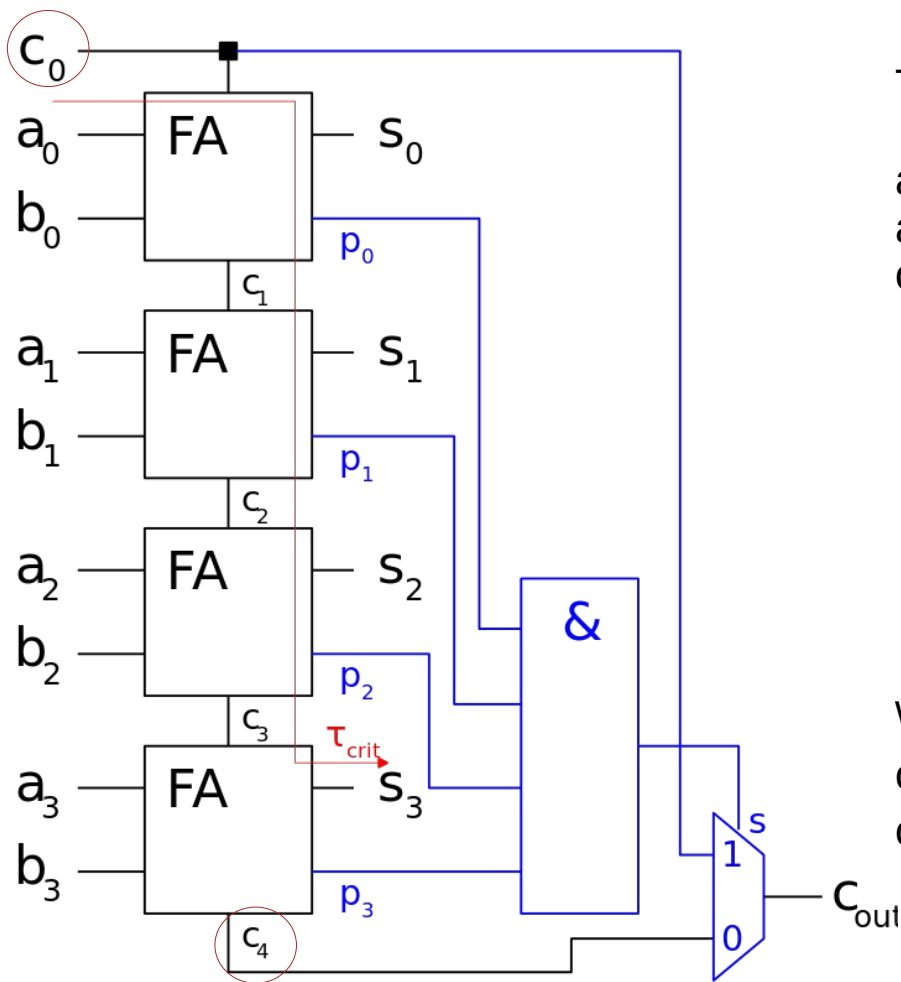 c0
a0 FA s0
b0 p0
c1
a1 FA s1
b1 p1
c2
a2 FA s2
&
b2 p2
c3
τcrit
a3 FA s3
s
1
b3 p3
cout
c4 0